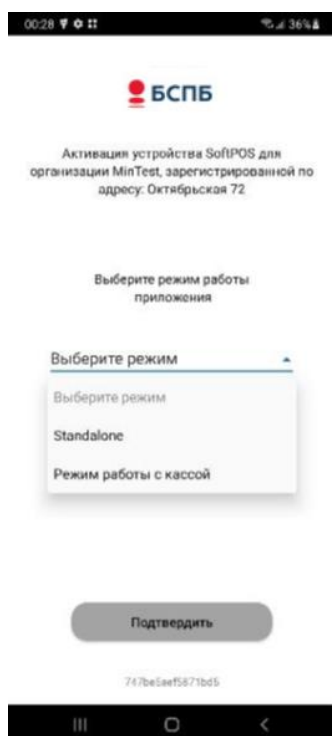 00:28
36%
БСПБ
Активация устройства SoftPOS для
организации MinTest, зарегистрированной по
адресу: Октябрьская 72
Выберите режим работы
приложения
Выберите режим
Выберите режим
Standalone
Режим работы с кассой
Подтвердить